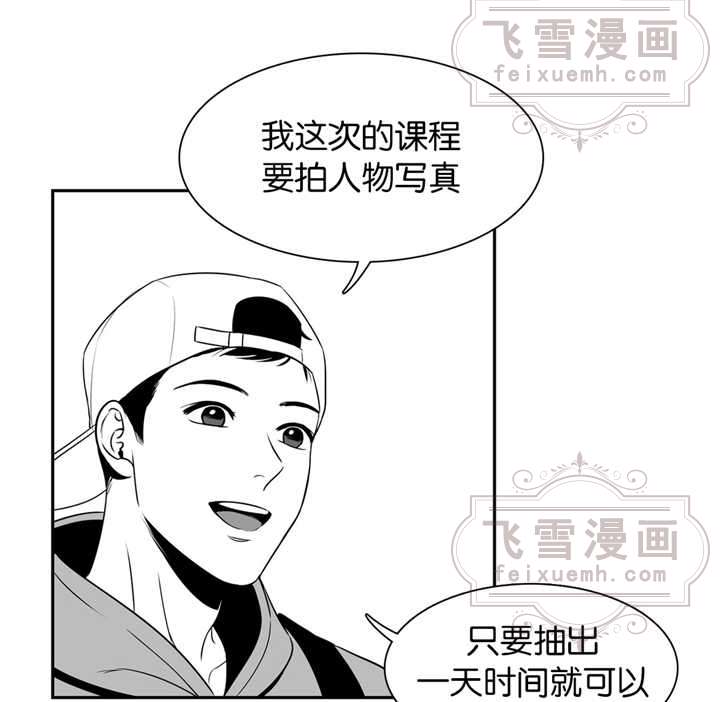 飞雪漫画
feixuemh.com
我这次的课程
要拍人物写真
飞雪漫画
feixuemh.com
只要抽出
一天时间就可以